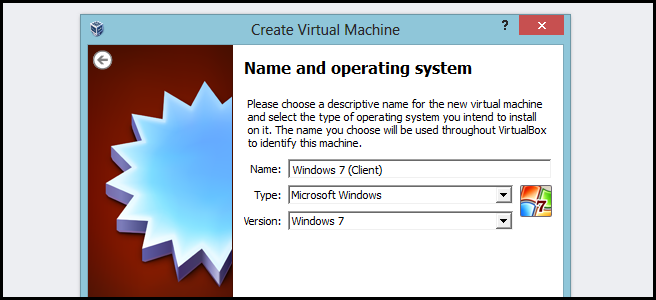 Create Virtual Machine
?
Name and operating system
Please choose a descriptive name for the new virtual machine
and select the type of operating system you intend to install
on it. The name you choose will be used throughout VirtualBox
to identify this machine.
Name: Windows 7 (Client)
Type: Microsoft Windows
7
Version: Windows 7